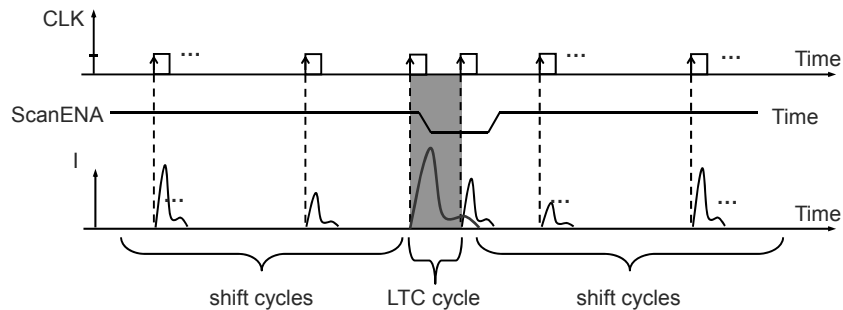 CLK
...
...
...
Time
ScanENA
Time
I
...
...
...
Time
shift cycles
LTC cycle
shift cycles